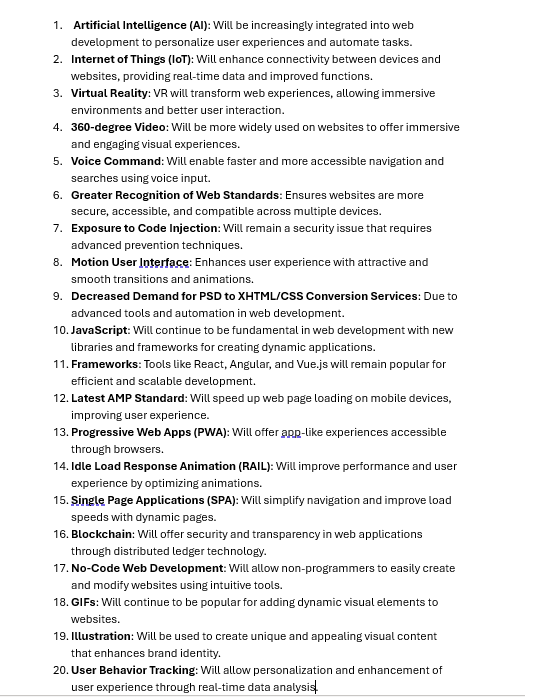 1. Artificial Intelligence (AI): Will be increasingly integrated into web
development to personalize user experiences and automate tasks.
2. Internet of Things (IoT): Will enhance connectivity between devices and
websites, providing real-time data and improved functions.
3. Virtual Reality: VR will transform web experiences, allowing immersive
environments and better user interaction.
4. 360-degree Video: Will be more widely used on websites to offer immersive
and engaging visual experiences.
5. Voice Command: Will enable faster and more accessible navigation and
searches using voice input.
6. Greater Recognition of Web Standards: Ensures websites are more
secure, accessible, and compatible across multiple devices.
7. Exposure to Code Injection: Will remain a security issue that requires
advanced prevention techniques.
8. Motion User Interface: Enhances user experience with attractive and
smooth transitions and animations.
9. Decreased Demand for PSD to XHTML/CSS Conversion Services: Due to
advanced tools and automation in web development.
10. JavaScript: Will continue to be fundamental in web development with new
libraries and frameworks for creating dynamic applications.
11. Frameworks: Tools like React, Angular, and Vue.js will remain popular for
efficient and scalable development.
12. Latest AMP Standard: Will speed up web page loading on mobile devices,
improving user experience.
13. Progressive Web Apps (PWA): Will offer app-like experiences accessible
through browsers.
14. Idle Load Response Animation (RAIL): Will improve performance and user
experience by optimizing animations.
15. Single Page Applications (SPA): Will simplify navigation and improve load
speeds with dynamic pages.
16. Blockchain: Will offer security and transparency in web applications
through distributed ledger technology.
17. No-Code Web Development: Will allow non-programmers to easily create
and modify websites using intuitive tools.
18. GIFs: Will continue to be popular for adding dynamic visual elements to
websites.
19. Illustration: Will be used to create unique and appealing visual content
that enhances brand identity.
20. User Behavior Tracking: Will allow personalization and enhancement of
user experience through real-time data analysis.